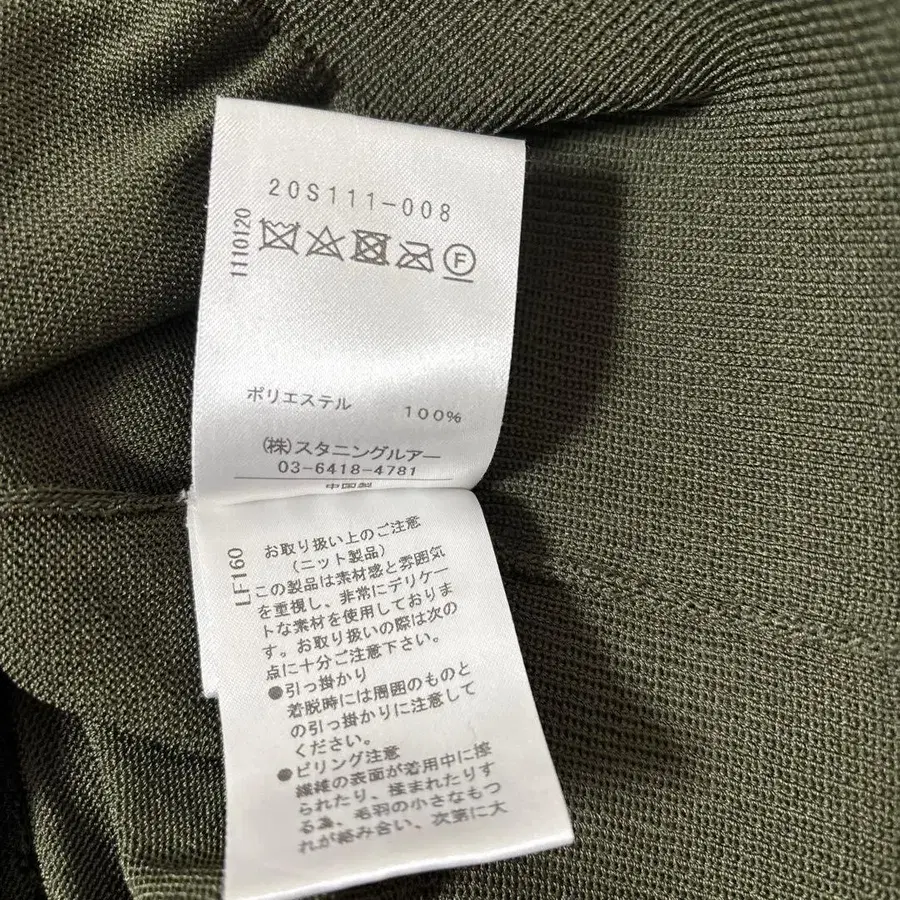 20S111-008
1110120
F
ポリエステル 100%
(株)スタニングルアー
03-6418-4781
中国製
LF160
お取り扱い上のご注意
(ニット製品)
この製品は素材感と雰囲気
を重視し、非常にデリケー
トな素材を使用しておりま
す。お取り扱いの際は次の
点に十分ご注意下さい。
●引っ掛かり
着脱時には周囲のものと
の引っ掛かりに注意して
ください。
●ピリング注意
繊維の表面が着用中に擦
られたり、揉まれたりす
る為、毛羽の小さなもつ
れが絡み合い、次第に大